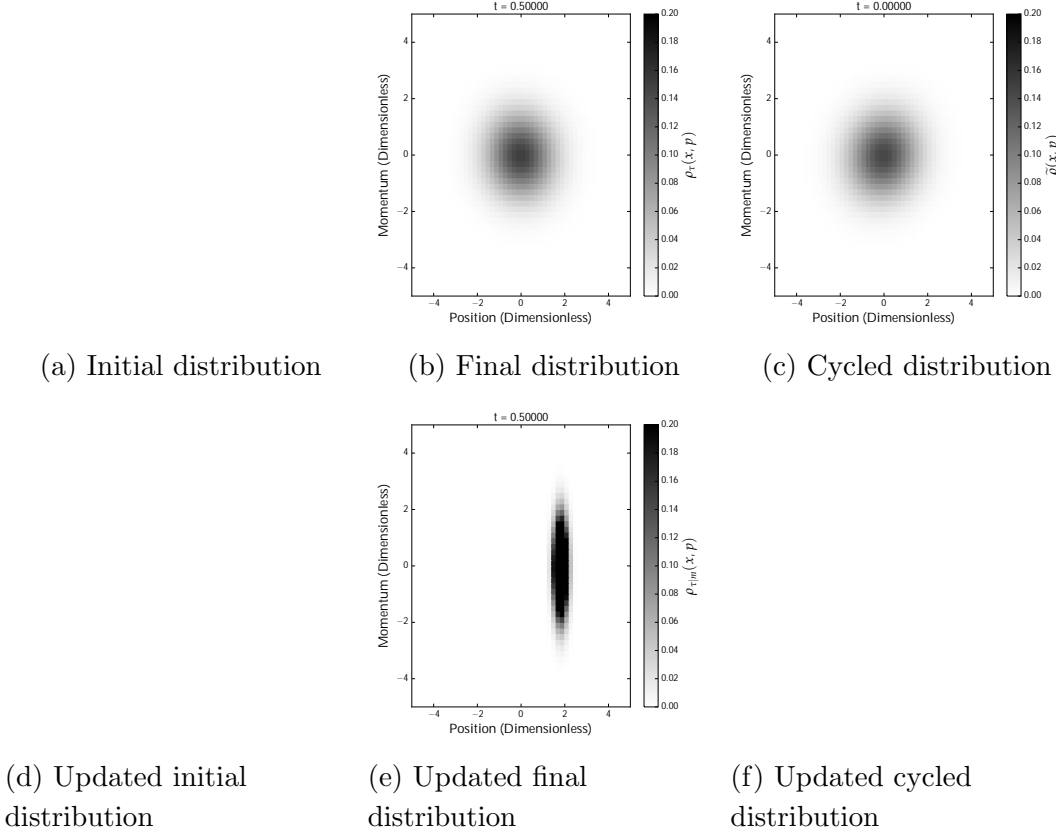 t = 0.50000
4
2
0
−2
−4
−4 −2 0 2 4
Momentum (Dimensionless)
Position (Dimensionless)
0.20
0.18
0.16
0.14
0.12
0.10
0.08
0.06
0.04
0.02
0.00
ρτ(x, p)
t = 0.00000
4
2
0
−2
−4
−4 −2 0 2 4
Momentum (Dimensionless)
Position (Dimensionless)
0.20
0.18
0.16
0.14
0.12
0.10
0.08
0.06
0.04
0.02
0.00
ρ̃(x, p)
(a) Initial distribution
(b) Final distribution
(c) Cycled distribution
t = 0.50000
4
2
0
−2
−4
−4 −2 0 2 4
Momentum (Dimensionless)
Position (Dimensionless)
0.20
0.18
0.16
0.14
0.12
0.10
0.08
0.06
0.04
0.02
0.00
ρτ|m(x, p)
(d) Updated initial
distribution
(e) Updated final
distribution
(f) Updated cycled
distribution